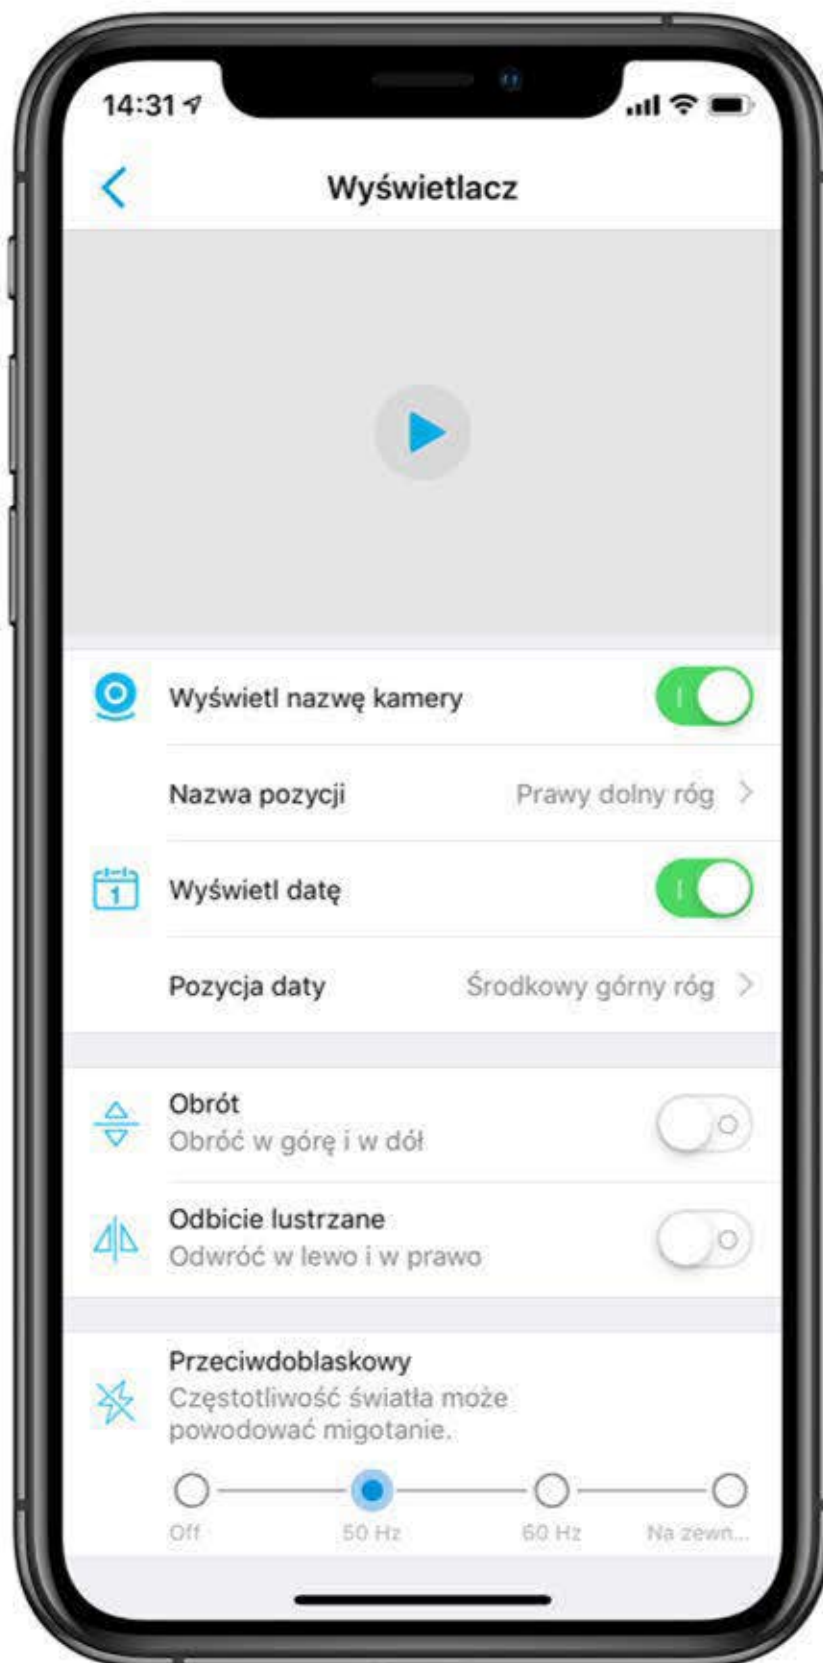 14:31
Wyświetlacz
Wyświetl nazwę kamery
Nazwa pozycji Prawy dolny róg
1
Wyświetl datę
Pozycja daty Środkowy górny róg
Obrót
Obróć w górę i w dół
Odbicie lustrzane
Odwróć w lewo i w prawo
Przeciwdoblaskowy
Częstotliwość światła może
powodować migotanie.
Off 50 Hz 60 Hz Na zewn...